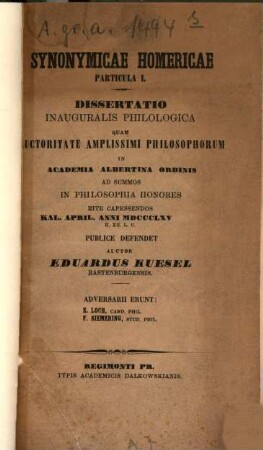 A. gr. a. 1494 s
SYNONYMICAE HOMERICAE
PARTICULA I.
DISSERTATIO
INAUGURALIS PHILOLOGICA
QUAM
UCTORITATE AMPLISSIMI PHILOSOPHORUM
IN
ACADEMIA ALBERTINA ORDINIS
AD SUMMOS
IN PHILOSOPHIA HONORES
RITE CAPESSENDOS
KAL. APRIL. ANNI MDCCCLXV
H. XII. L. C.
PUBLICE DEFENDET
AUCTOR
EDUARDUS KUESEL
RASTENBURGENSIS.
ADVERSARII ERUNT:
R. LOCH, CAND. PHIL.
F. SIEMERING, STUD. PHIL.
REGIMONTI PR.
TYPIS ACADEMICIS DALKOWSKIANIS.